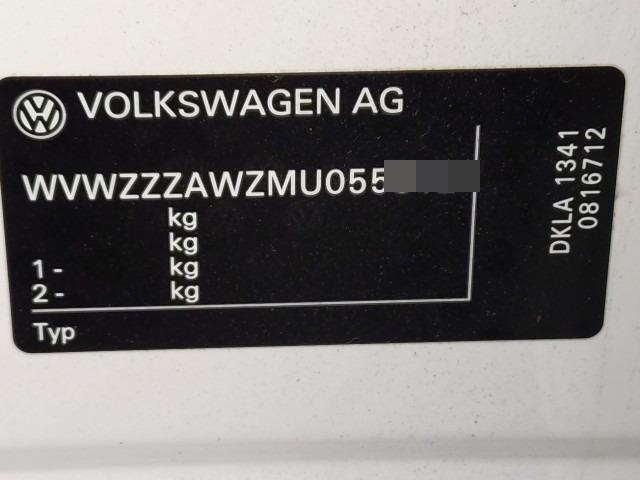 VOLKSWAGEN AG
WVWZZZAWZMU055
kg
kg
1 - kg
2 - kg
Typ
DKLA 1341
0816712